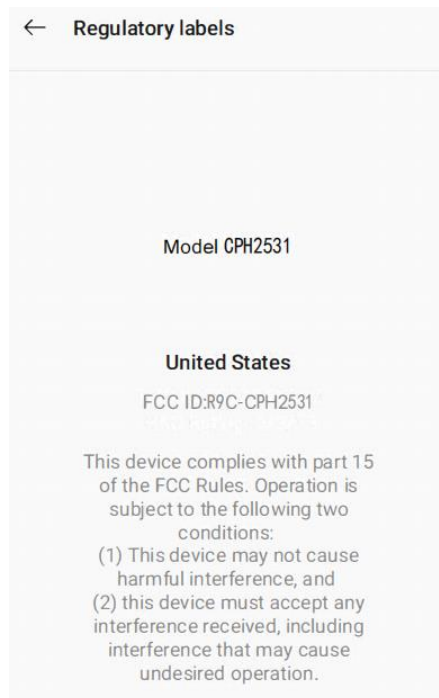 Regulatory labels
Model CPH2531
United States
FCC ID:R9C-CPH2531
This device complies with part 15
of the FCC Rules. Operation is
subject to the following two
conditions:
(1) This device may not cause
harmful interference, and
(2) this device must accept any
interference received, including
interference that may cause
undesired operation.